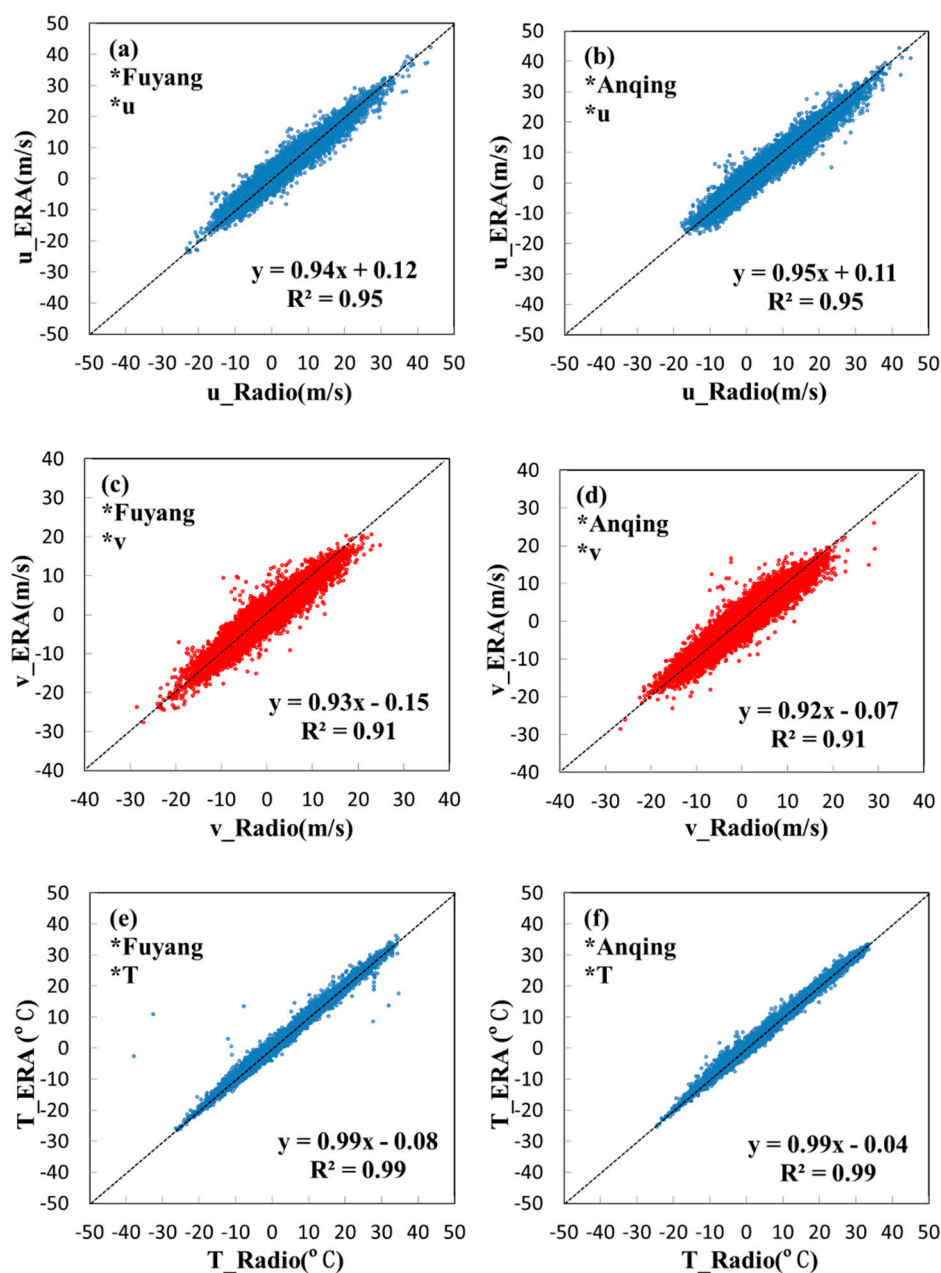 (a)
*Fuyang
*u
50
40
30
20
10
0
-10
-20
-30
-40
-50
u_ERA(m/s)
y = 0.94x + 0.12
R² = 0.95
-50 -40 -30 -20 -10 0 10 20 30 40 50
u_Radio(m/s)
(b)
*Anqing
*u
50
40
30
20
10
0
-10
-20
-30
-40
-50
u_ERA(m/s)
y = 0.95x + 0.11
R² = 0.95
-50 -40 -30 -20 -10 0 10 20 30 40 50
u_Radio(m/s)
(c)
*Fuyang
*v
40
30
20
10
0
-10
-20
-30
-40
v_ERA(m/s)
y = 0.93x - 0.15
R² = 0.91
-40 -30 -20 -10 0 10 20 30 40
v_Radio(m/s)
(d)
*Anqing
*v
40
30
20
10
0
-10
-20
-30
-40
v_ERA(m/s)
y = 0.92x - 0.07
R² = 0.91
-40 -30 -20 -10 0 10 20 30 40
v_Radio(m/s)
(e)
*Fuyang
*T
50
40
30
20
10
0
-10
-20
-30
-40
-50
T_ERA(°C)
y = 0.99x - 0.08
R² = 0.99
-50 -40 -30 -20 -10 0 10 20 30 40 50
T_Radio(°C)
(f)
*Anqing
*T
50
40
30
20
10
0
-10
-20
-30
-40
-50
T_ERA(°C)
y = 0.99x - 0.04
R² = 0.99
-50 -40 -30 -20 -10 0 10 20 30 40 50
T_Radio(°C)